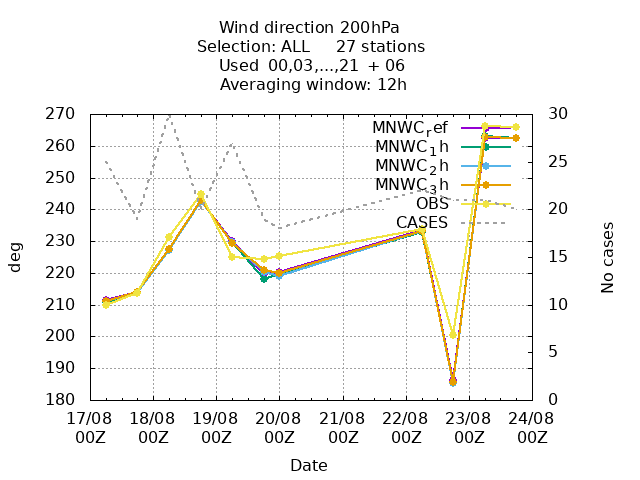 Wind direction 200hPa
Selection: ALL 27 stations
Used 00,03,...,21 + 06
Averaging window: 12h
270
260
250
240
230
220
210
200
190
180
deg
30
25
20
15
10
5
0
No cases
MNWC_ref
MNWC_1h
MNWC_2h
MNWC_3h
OBS
CASES
17/08 18/08 19/08 20/08 21/08 22/08 23/08 24/08
00Z 00Z 00Z 00Z 00Z 00Z 00Z 00Z
Date